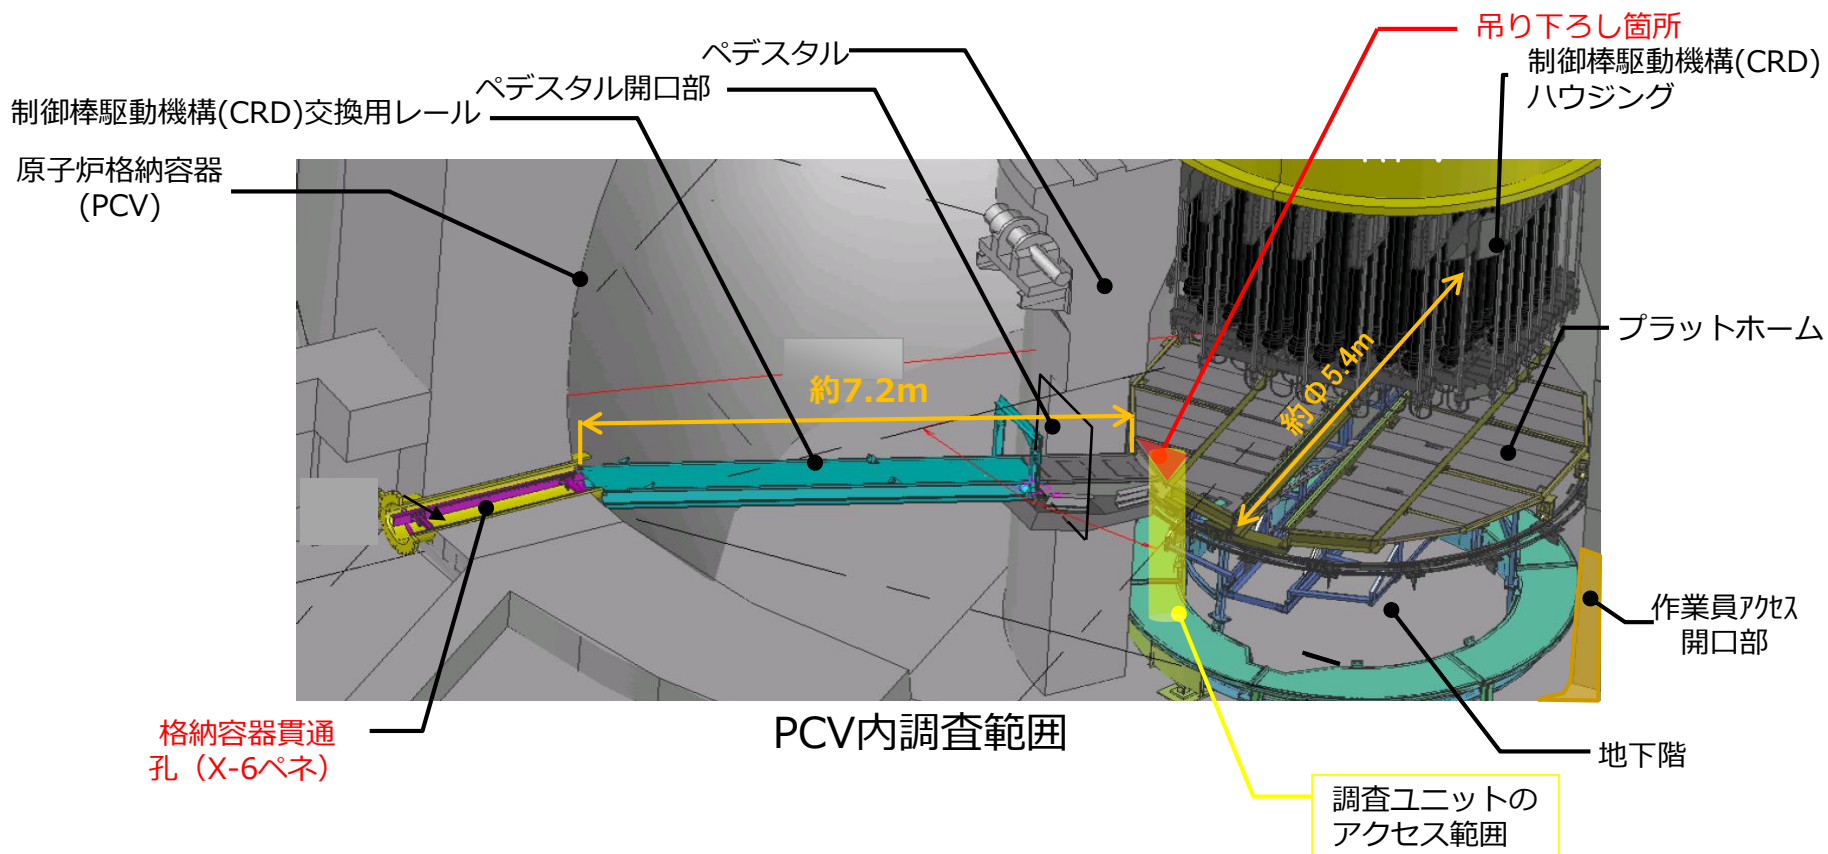 吊り下ろし箇所
制御棒駆動機構(CRD)
ハウジング
ペデスタル
ペデスタル開口部
制御棒駆動機構(CRD)交換用レール
原子炉格納容器
(PCV)
プラットホーム
約7.2m
約Φ5.4m
作業員アクセス
開口部
格納容器貫通
孔（X-6ペネ）
PCV内調査範囲
地下階
調査ユニットの
アクセス範囲